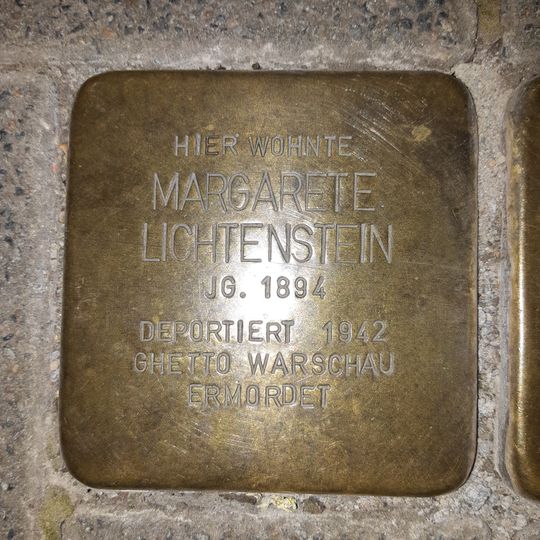 HIER WOHNTE
MARGARETE
LICHTENSTEIN
JG. 1894
DEPORTIERT 1942
GHETTO WARSCHAU
ERMORDET